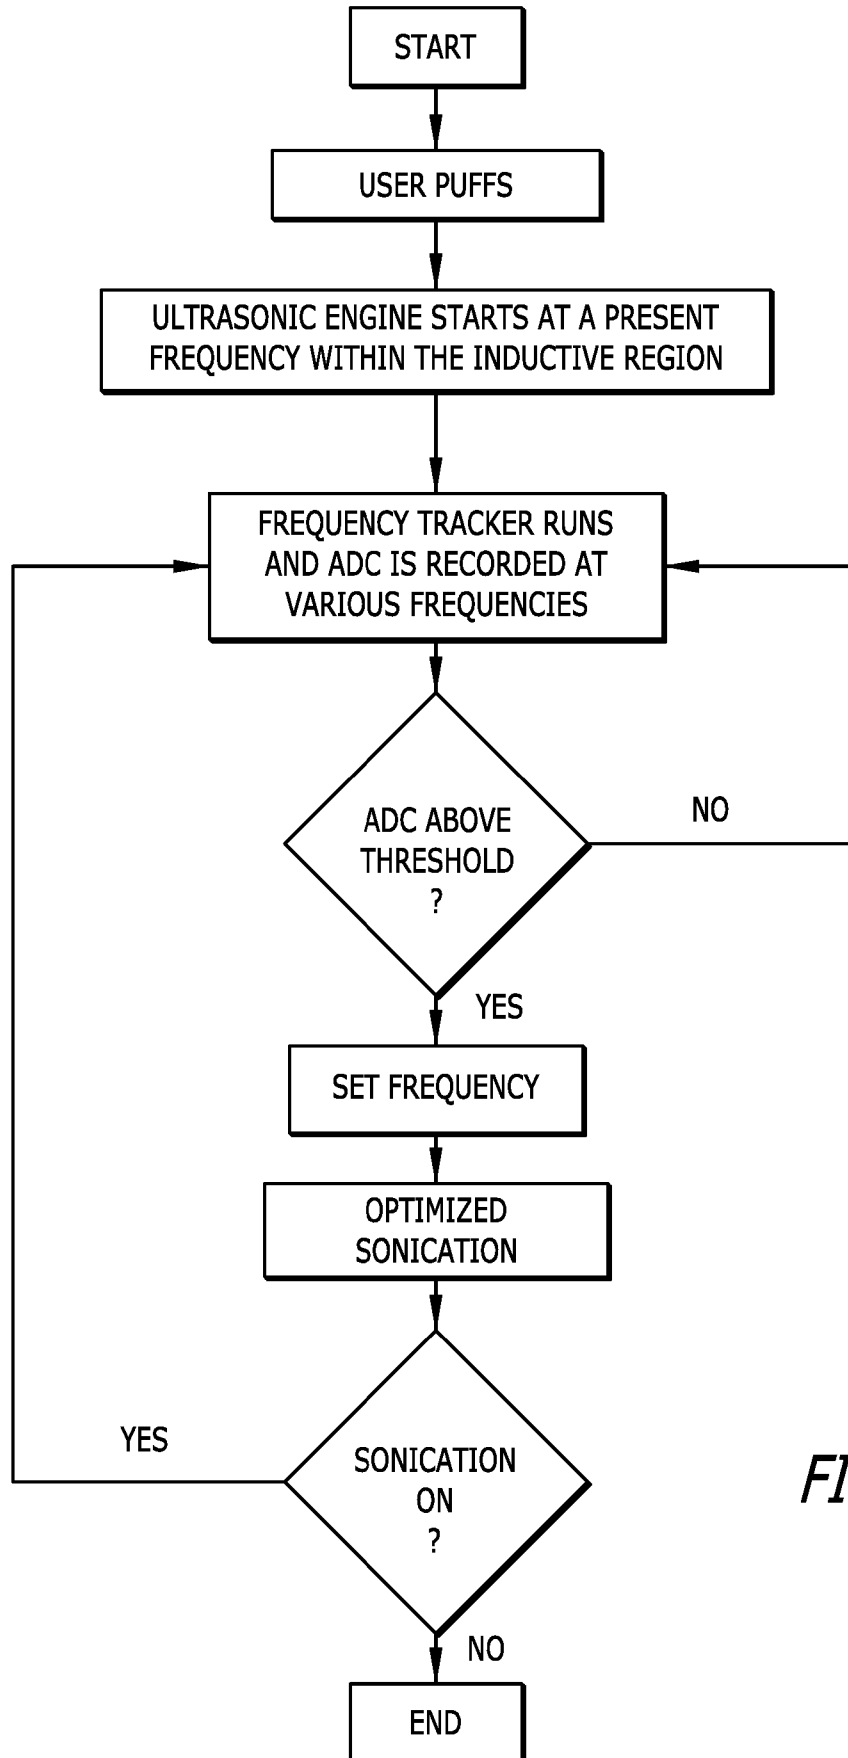 START
USER PUFFS
ULTRASONIC ENGINE STARTS AT A PRESENT
FREQUENCY WITHIN THE INDUCTIVE REGION
FREQUENCY TRACKER RUNS
AND ADC IS RECORDED AT
VARIOUS FREQUENCIES
ADC ABOVE
THRESHOLD
?
NO
YES
SET FREQUENCY
OPTIMIZED
SONICATION
YES
SONICATION
ON
?
NO
END